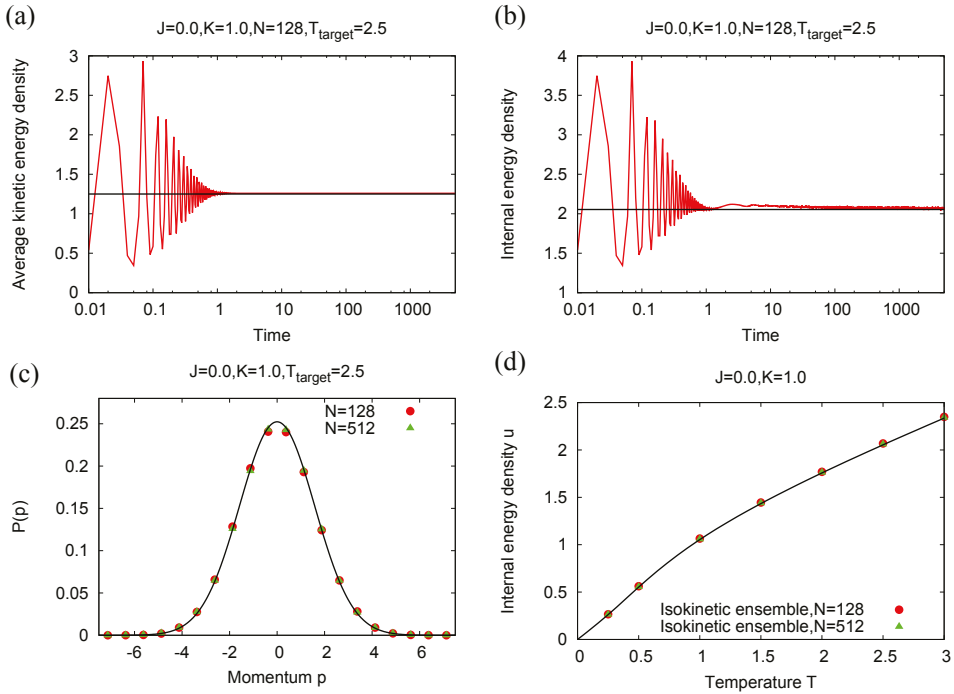 (a)
J=0.0,K=1.0,N=128,T_target=2.5
Average kinetic energy density
3
2.5
2
1.5
1
0.5
0
0.01 0.1 1 10 100 1000
Time
(b)
J=0.0,K=1.0,N=128,T_target=2.5
Internal energy density
4
3.5
3
2.5
2
1.5
1
0.01 0.1 1 10 100 1000
Time
(c)
J=0.0,K=1.0,T_target=2.5
N=128
N=512
P(p)
0.25
0.2
0.15
0.1
0.05
0
-6 -4 -2 0 2 4 6
Momentum p
(d)
J=0.0,K=1.0
Internal energy density u
2.5
2
1.5
1
0.5
0
Isokinetic ensemble,N=128
Isokinetic ensemble,N=512
0 0.5 1 1.5 2 2.5 3
Temperature T